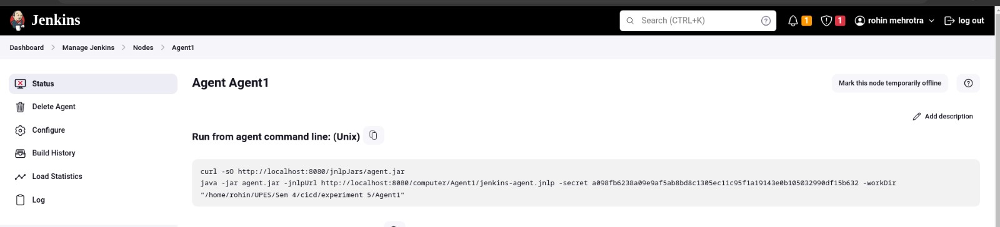 Jenkins
Search (CTRL+K)
1
1
rohin mehrotra
log out
Dashboard > Manage Jenkins > Nodes > Agent1
Status
Delete Agent
Configure
Build History
Load Statistics
Log
Agent Agent1
Mark this node temporarily offline
Add description
Run from agent command line: (Unix)
curl -sO http://localhost:8080/jnlpJars/agent.jar
java -jar agent.jar -jnlpUrl http://localhost:8080/computer/Agent1/jenkins-agent.jnlp -secret a098fb6238a09e9af5ab8bd8c1305ec11c95f1a19143e0b105032990df15b632 -workDir
"/home/rohin/UPES/Sem 4/cicd/experiment 5/Agent1"